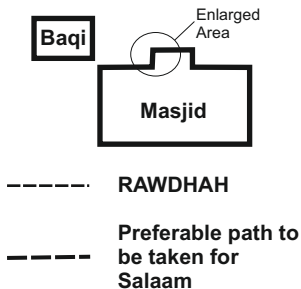 Enlarged
Area
Baqi
Masjid
RAWDHAH
Preferable path to
be taken for
Salaam